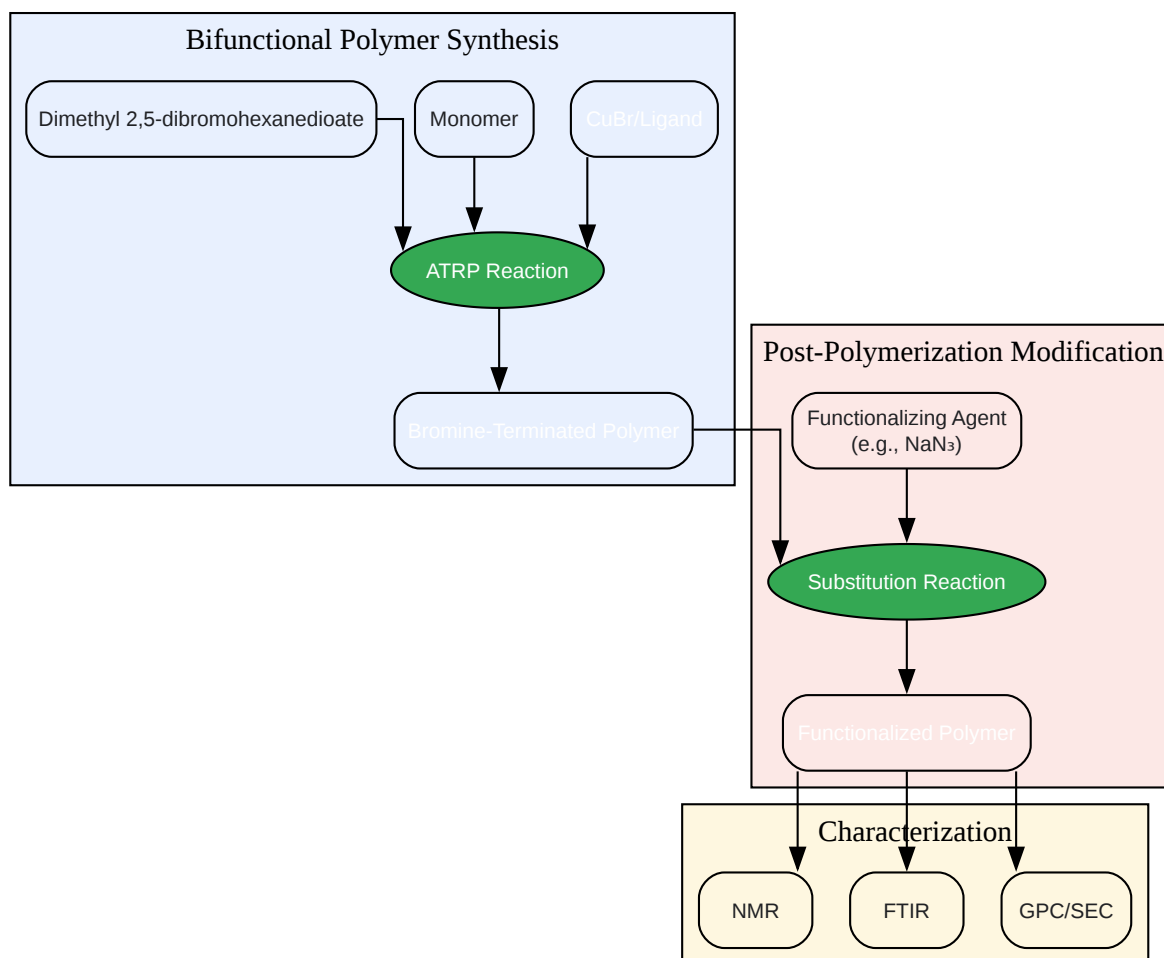 Bifunctional Polymer Synthesis
Dimethyl 2,5-dibromohexanedioate
Monomer
CuBr/Ligand
ATRP Reaction
Bromine-Terminated Polymer
Post-Polymerization Modification
Functionalizing Agent
(e.g., NaN₃)
Substitution Reaction
Functionalized Polymer
Characterization
NMR
FTIR
GPC/SEC